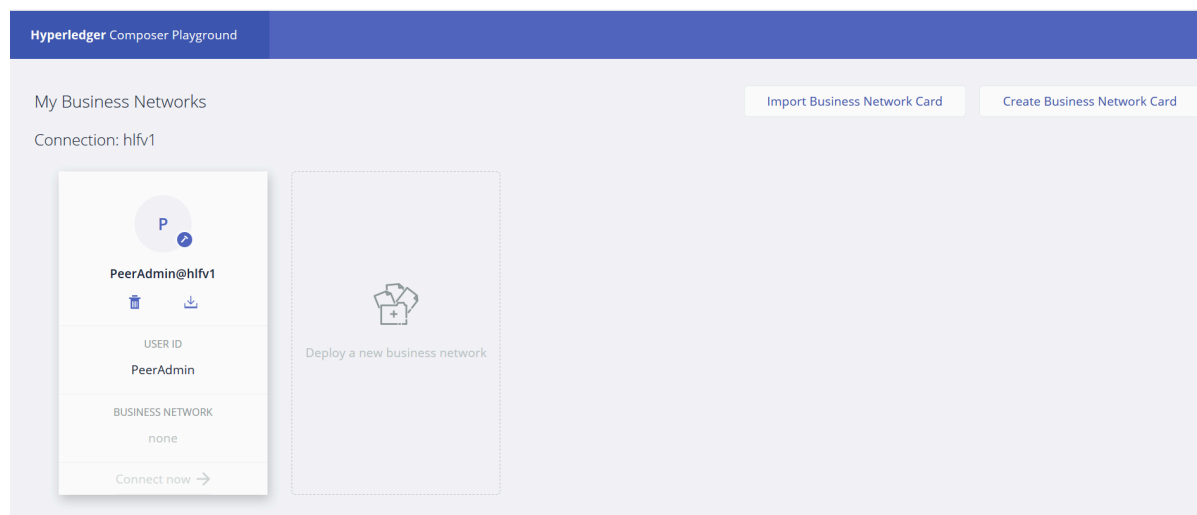 Hyperledger Composer Playground
My Business Networks
Import Business Network Card
Create Business Network Card
Connection: hlfv1
P
PeerAdmin@hlfv1
USER ID
PeerAdmin
BUSINESS NETWORK
none
Connect now
Deploy a new business network